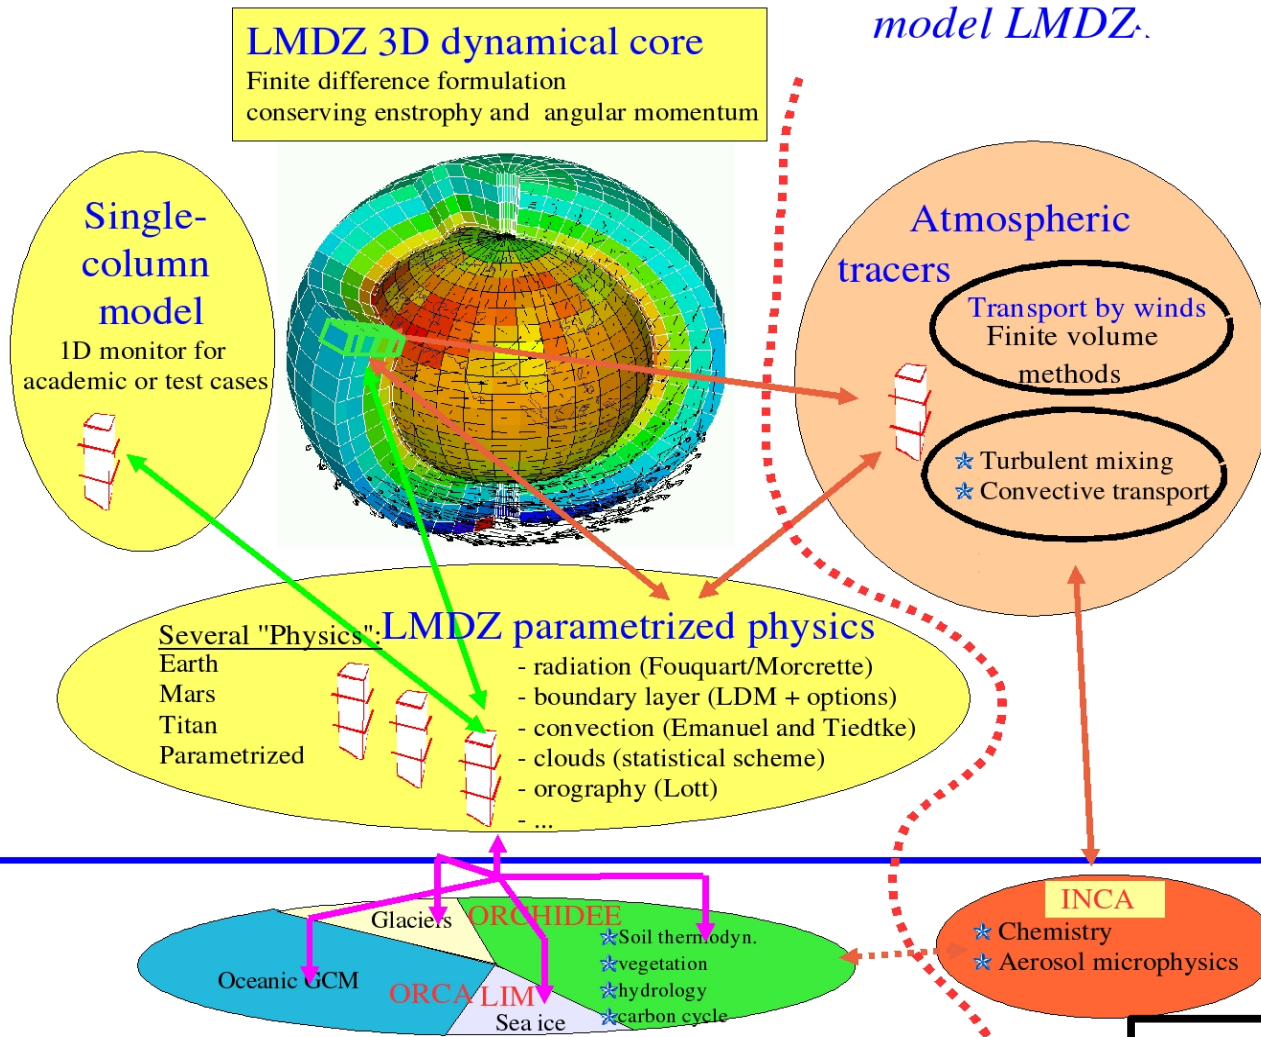 model LMDZ.
LMDZ 3D dynamical core
Finite difference formulation
conserving enstrophy and angular momentum
Single-
column
model
1D monitor for
academic or test cases
Atmospheric
tracers
Transport by winds
Finite volume
methods
Turbulent mixing
Convective transport
LMDZ parametrized physics
Several "Physics":
Earth
Mars
Titan
Parametrized
- radiation (Fouquart/Morcrette)
- boundary layer (LDM + options)
- convection (Emanuel and Tiedtke)
- clouds (statistical scheme)
- orography (Lott)
- ...
Glaciers
ORCHIDEE
Soil thermodyn.
vegetation
hydrology
carbon cycle
Oceanic GCM
ORCA LIM
Sea ice
INCA
Chemistry
Aerosol microphysics